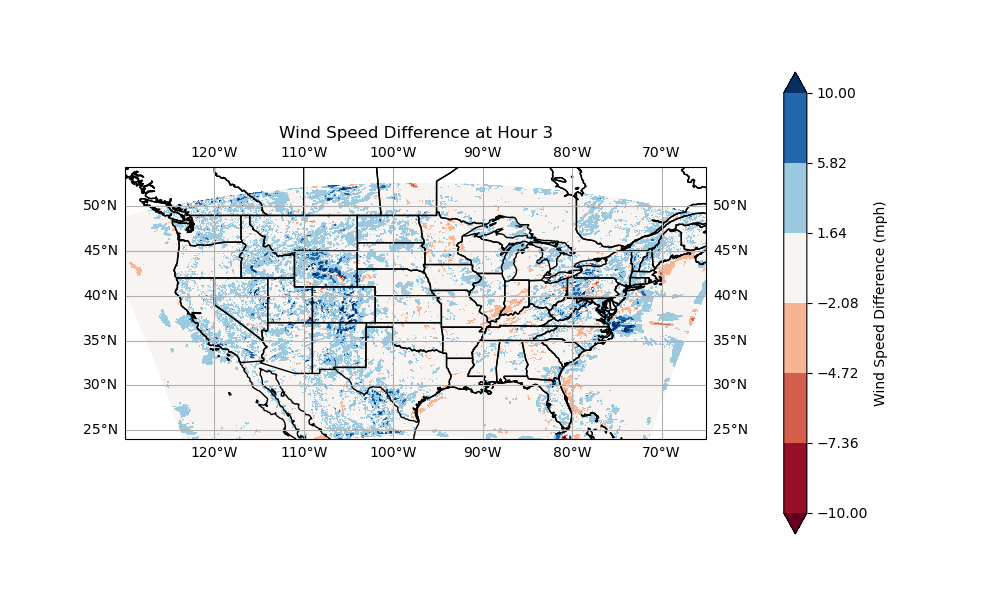 Wind Speed Difference at Hour 3
120°W 110°W 100°W 90°W 80°W 70°W
50°N 50°N
45°N 45°N
40°N 40°N
35°N 35°N
30°N 30°N
25°N 25°N
120°W 110°W 100°W 90°W 80°W 70°W
10.00
5.82
1.64
−2.08
−4.72
−7.36
−10.00
Wind Speed Difference (mph)